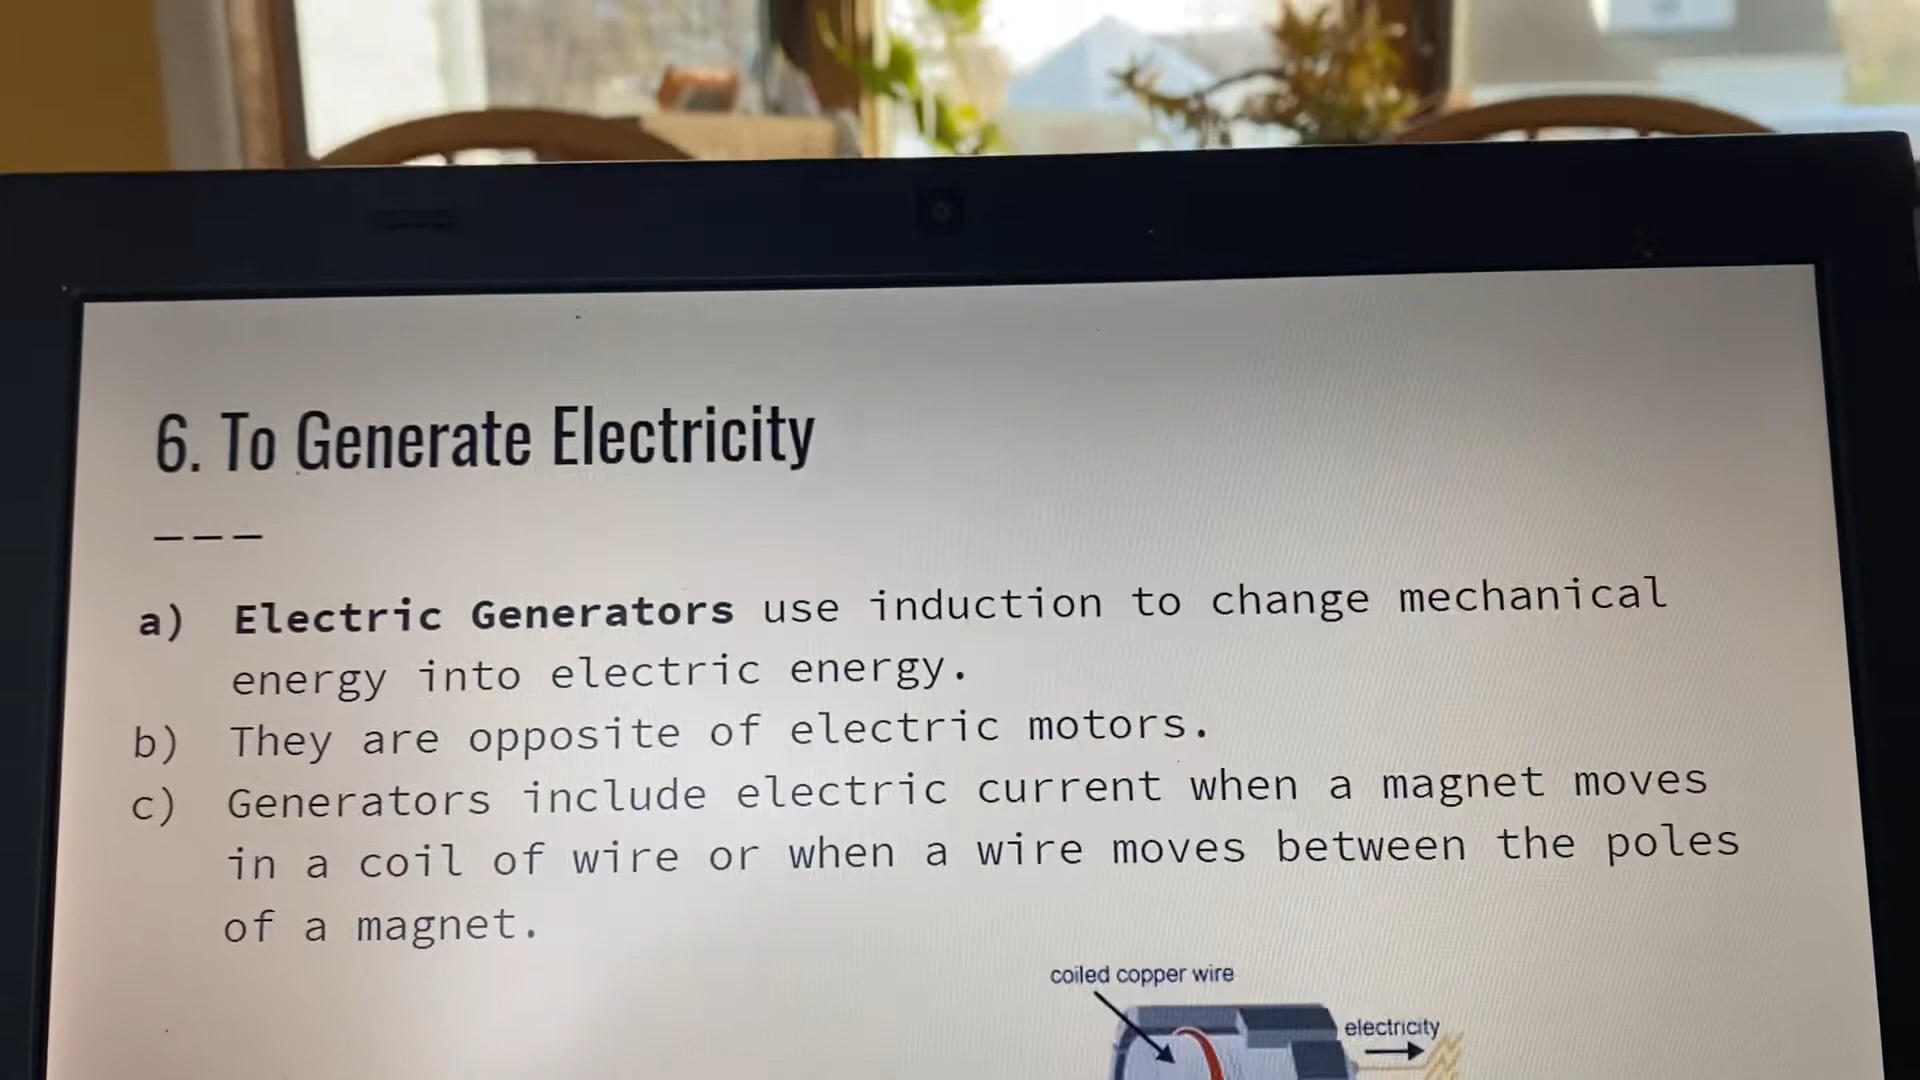 6. To Generate Electricity
a) Electric Generators use induction to change mechanical
energy into electric energy.
b) They are opposite of electric motors.
c) Generators include electric current when a magnet moves
in a coil of wire or when a wire moves between the poles
of a magnet.
coiled copper wire
electricity